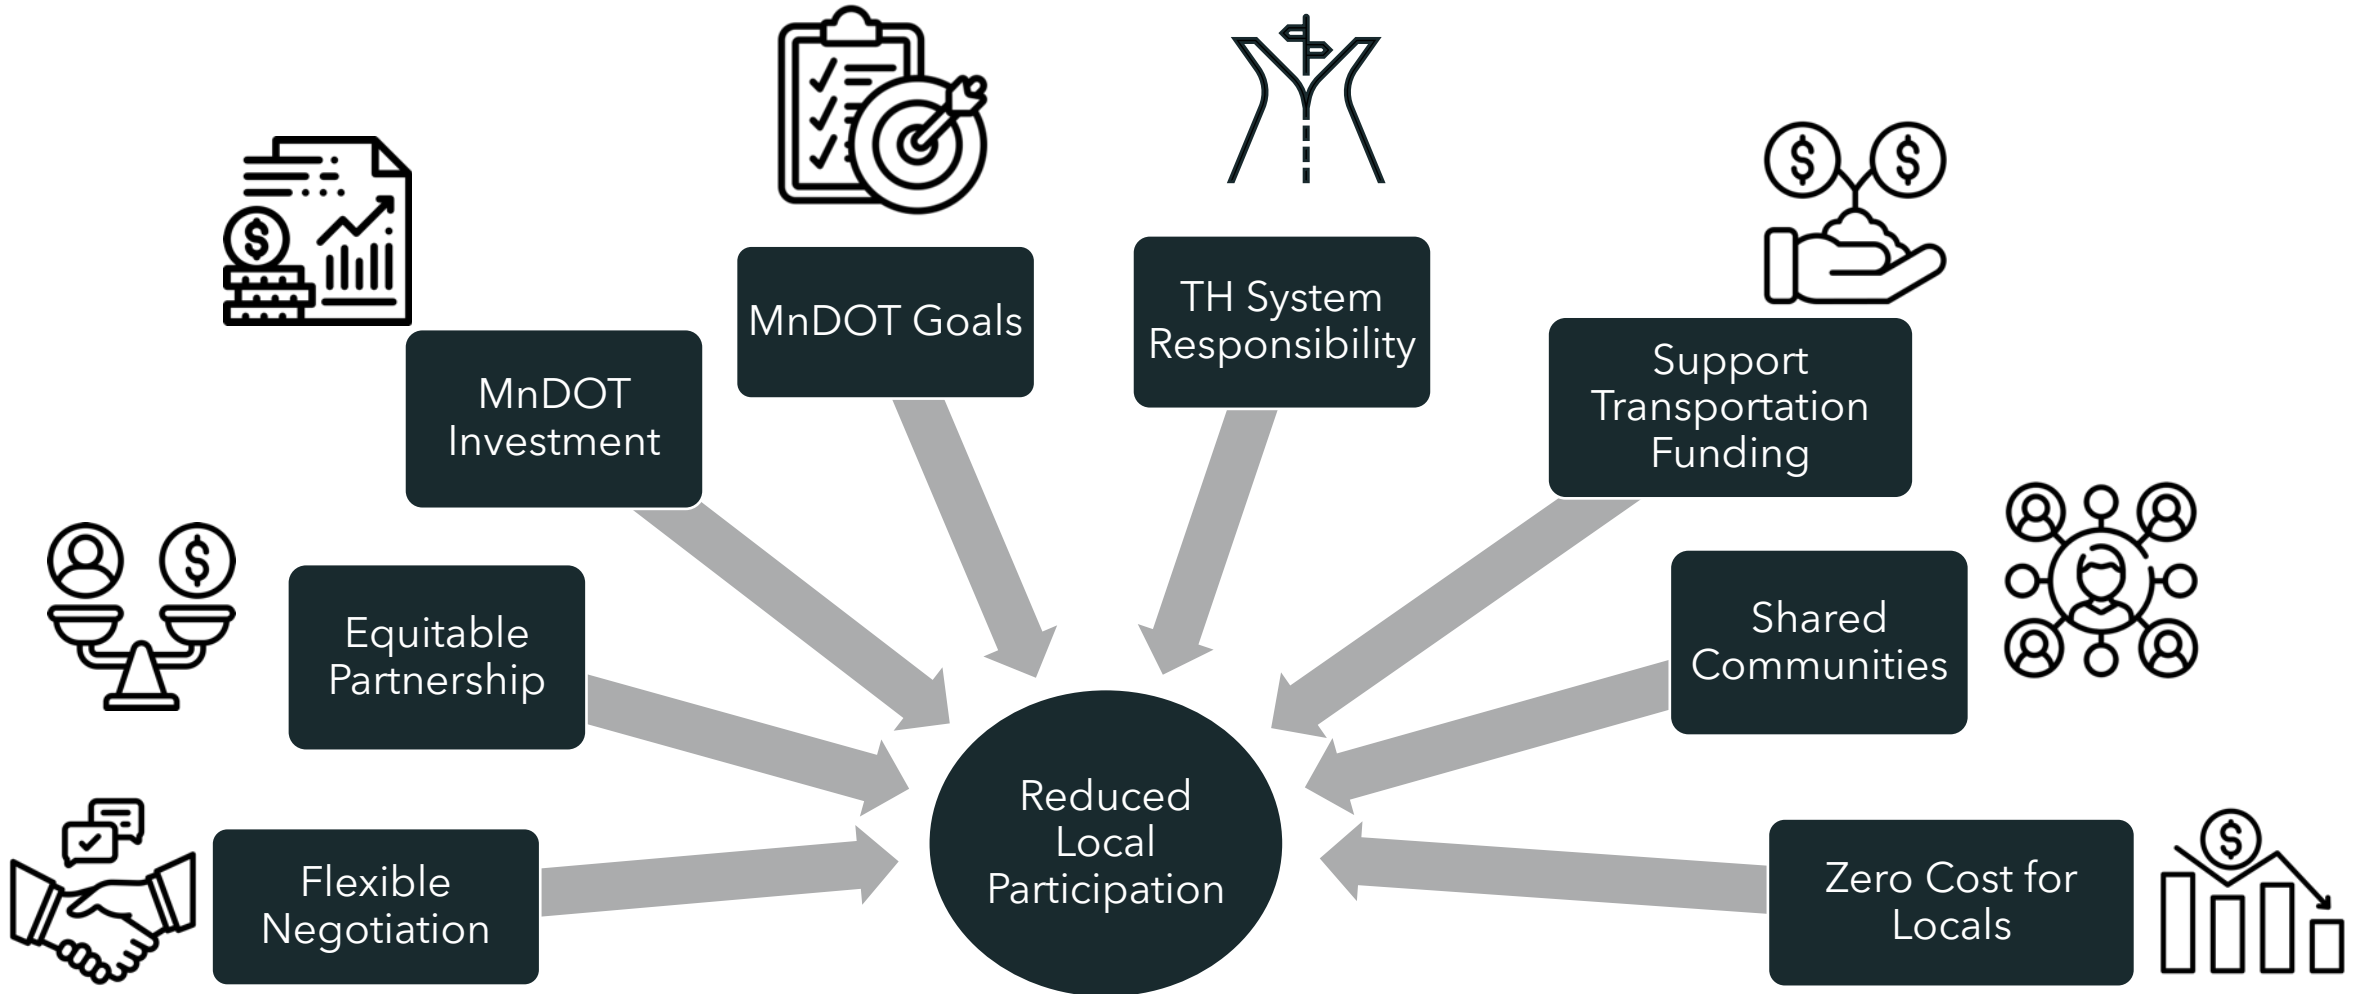 MnDOT Goals
TH System
Responsibility
MnDOT
Investment
Support
Transportation
Funding
Equitable
Partnership
Shared
Communities
Flexible
Negotiation
Reduced
Local
Participation
Zero Cost for
Locals
$
$
$
$
$